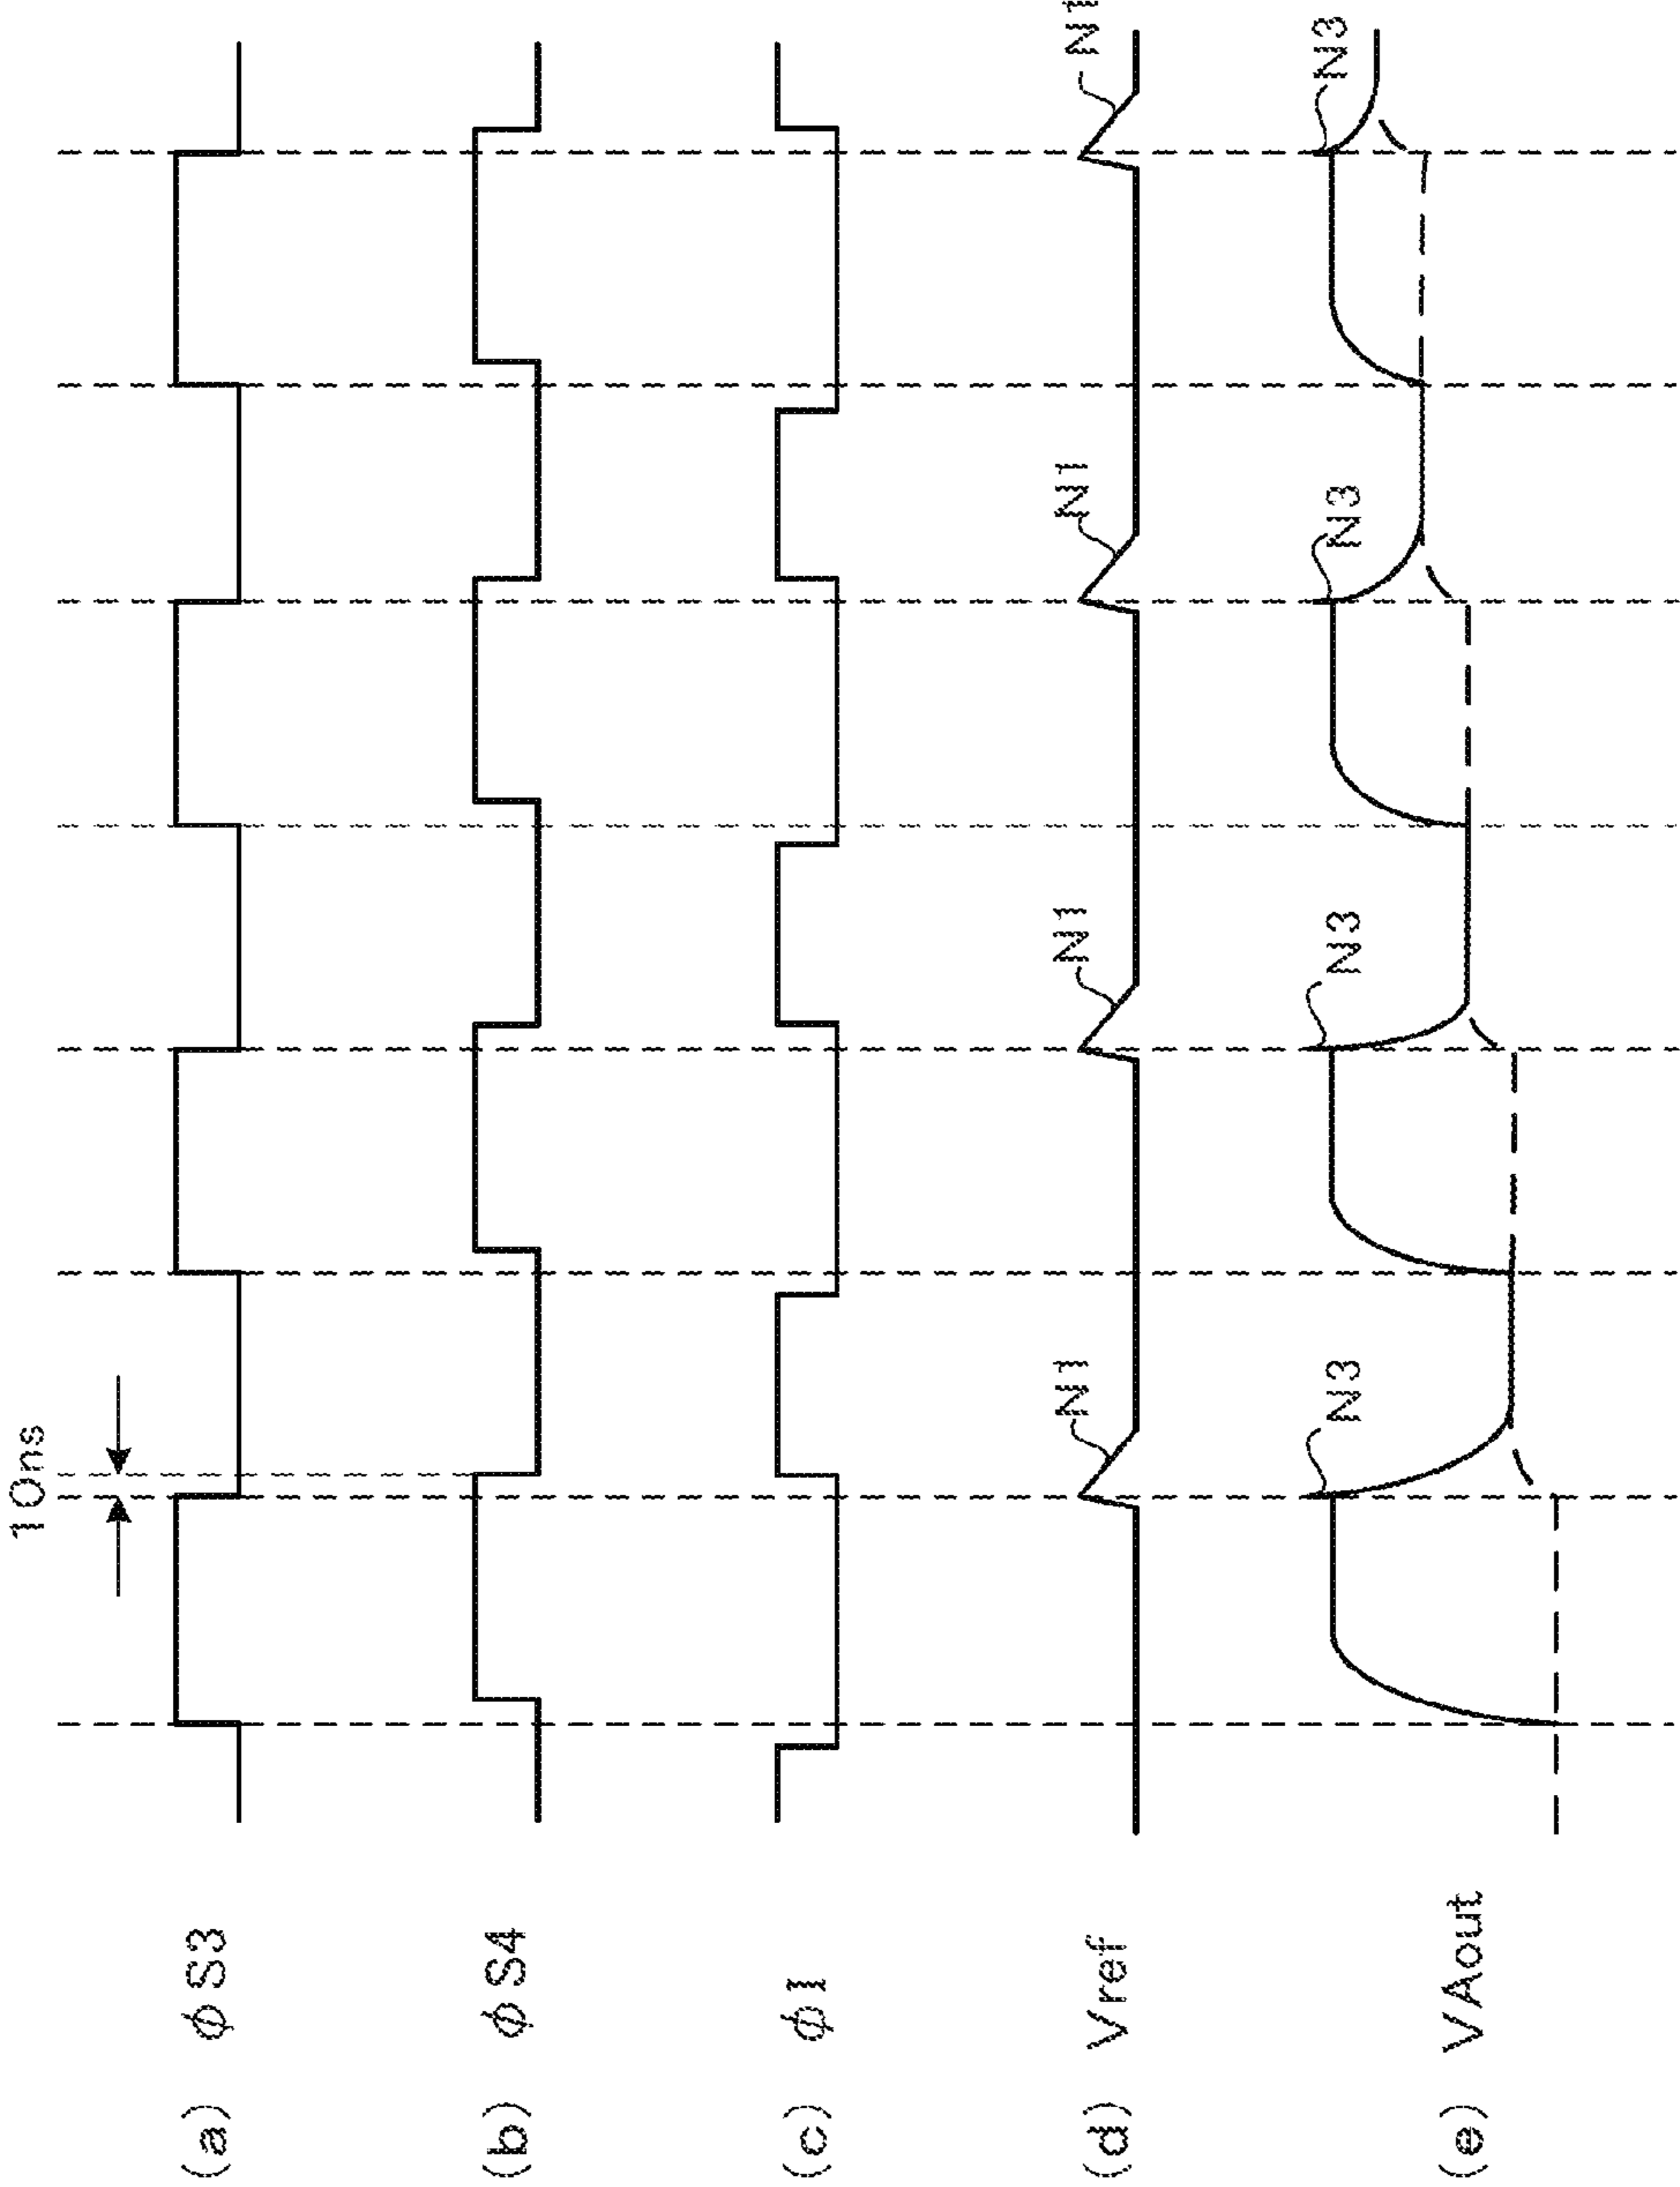 10ns
(a) φS3
(b) φS4
(c) φI
(d) Vref
N1
N1
N1
N1
(e) VAout
N3
N3
N3
N3